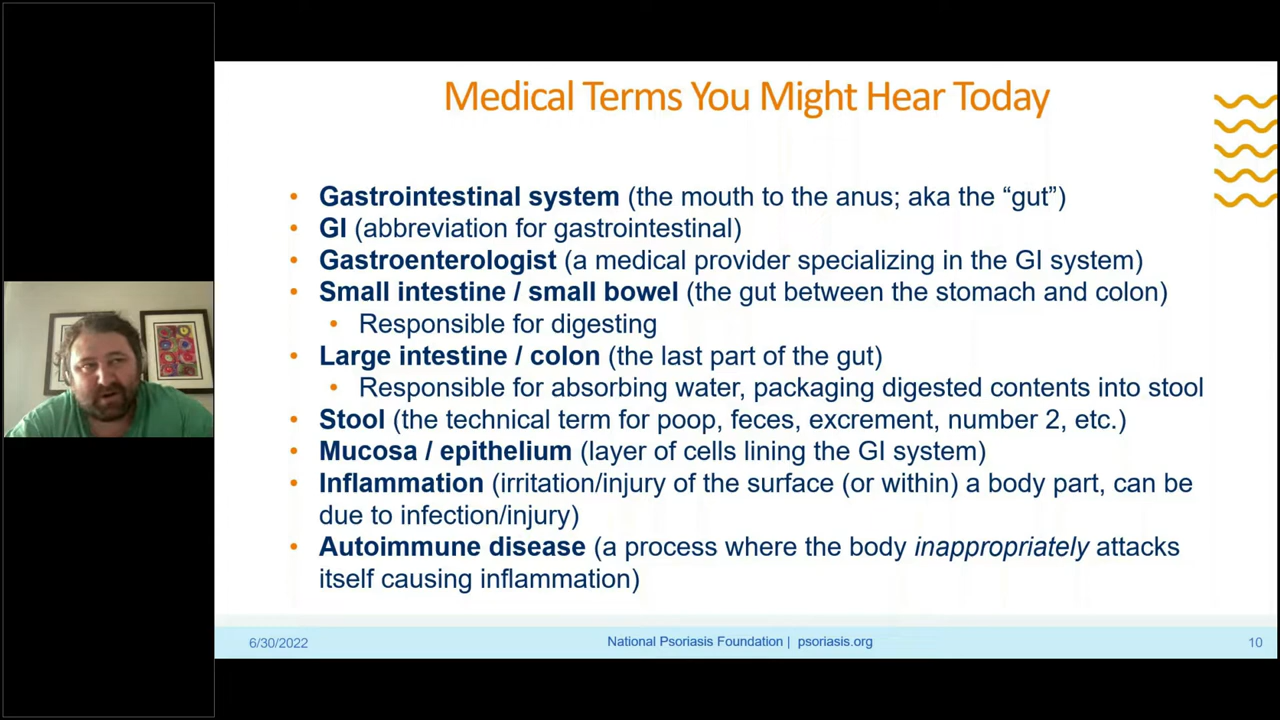 Medical Terms You Might Hear Today
• Gastrointestinal system (the mouth to the anus; aka the “gut”)
• GI (abbreviation for gastrointestinal)
• Gastroenterologist (a medical provider specializing in the GI system)
• Small intestine / small bowel (the gut between the stomach and colon)
• Responsible for digesting
• Large intestine / colon (the last part of the gut)
• Responsible for absorbing water, packaging digested contents into stool
• Stool (the technical term for poop, feces, excrement, number 2, etc.)
• Mucosa / epithelium (layer of cells lining the GI system)
• Inflammation (irritation/injury of the surface (or within) a body part, can be
due to infection/injury)
• Autoimmune disease (a process where the body inappropriately attacks
itself causing inflammation)
6/30/2022
National Psoriasis Foundation | psoriasis.org
10